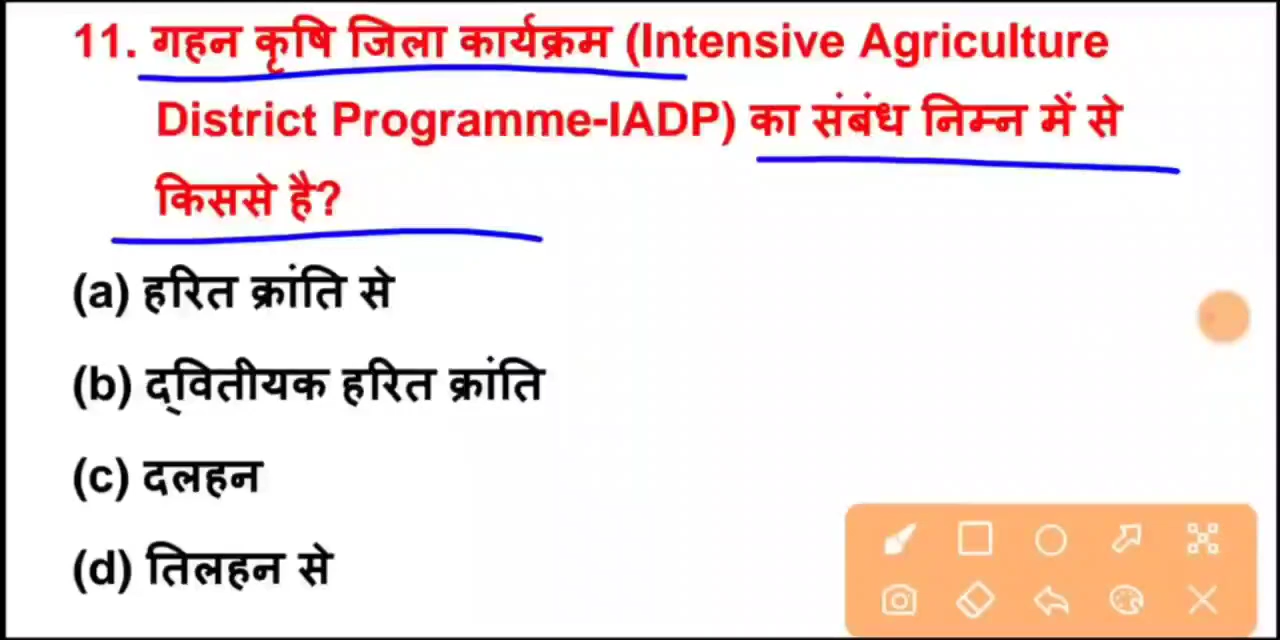 11. गहन कृषि जिला कार्यक्रम (Intensive Agriculture
District Programme-IADP) का संबंध निम्न में से
किससे है?
(a) हरित क्रांति से
(b) द्वितीयक हरित क्रांति
(c) दलहन
(d) तिलहन से